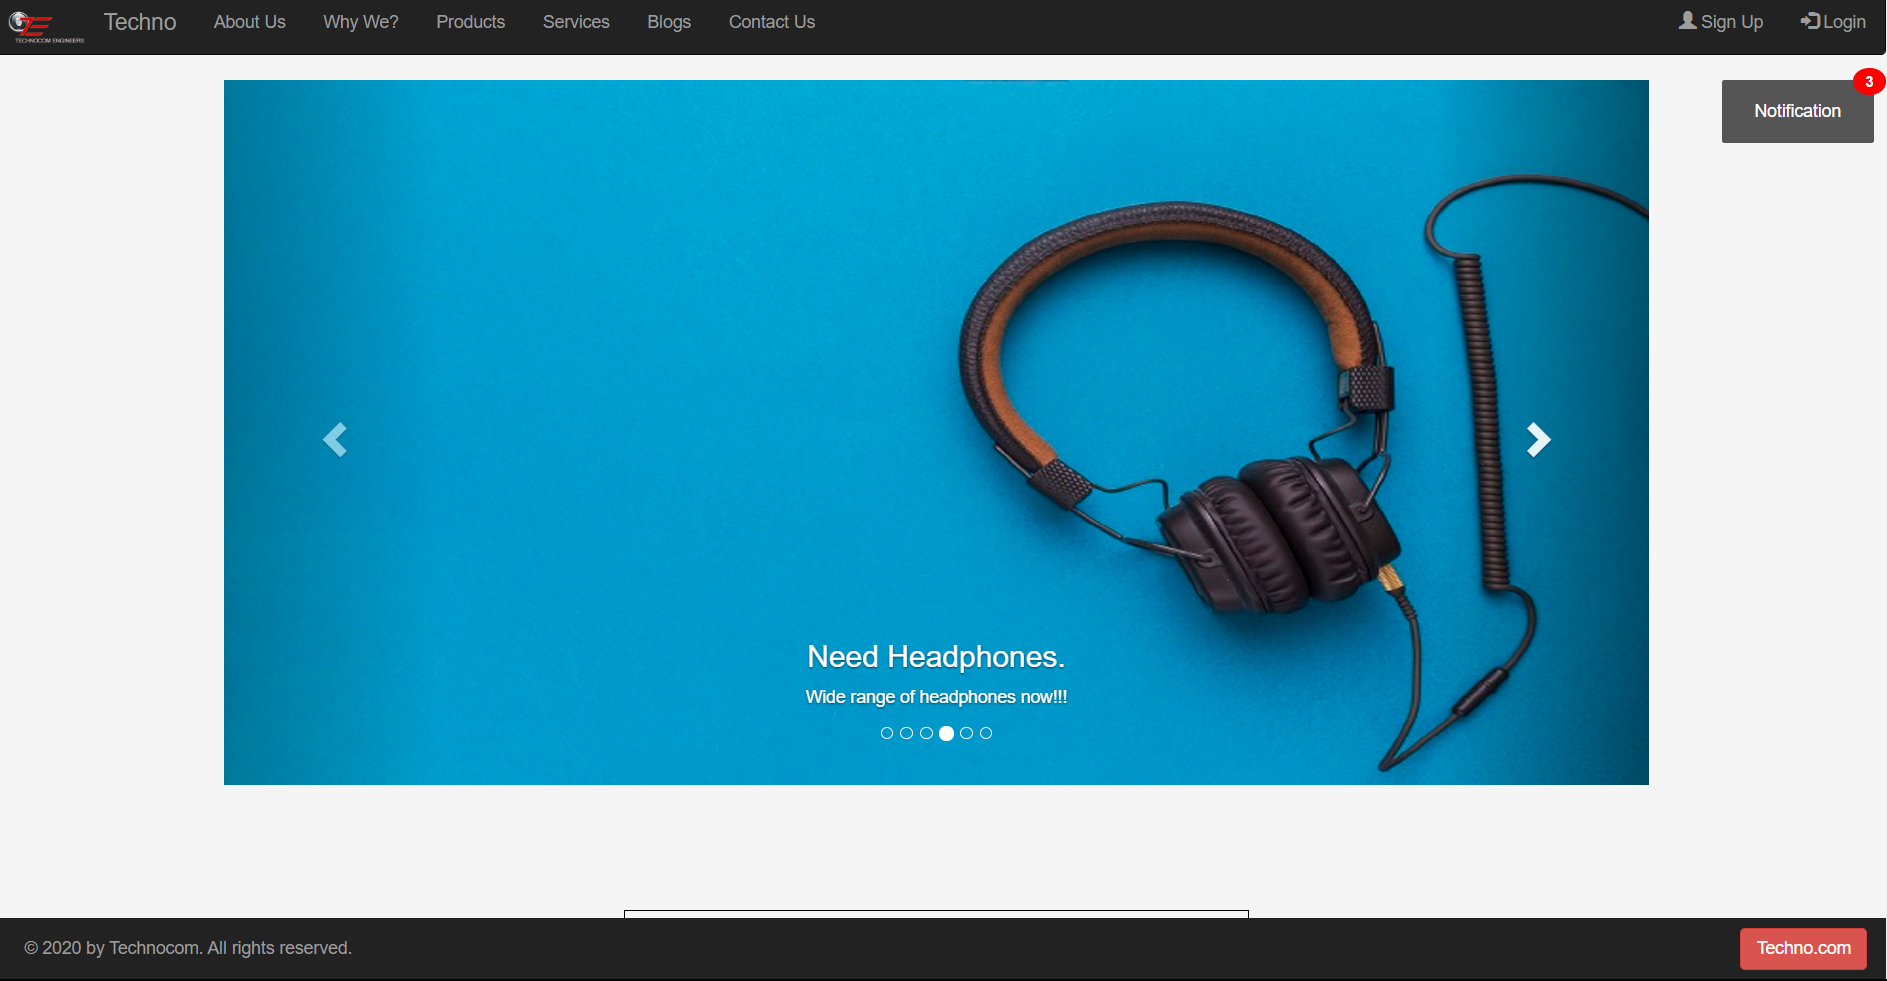 TECHNOCOM ENGINEERS
Techno About Us Why We? Products Services Blogs Contact Us Sign Up Login
3
Notification
Need Headphones.
Wide range of headphones now!!!
© 2020 by Technocom. All rights reserved. Techno.com